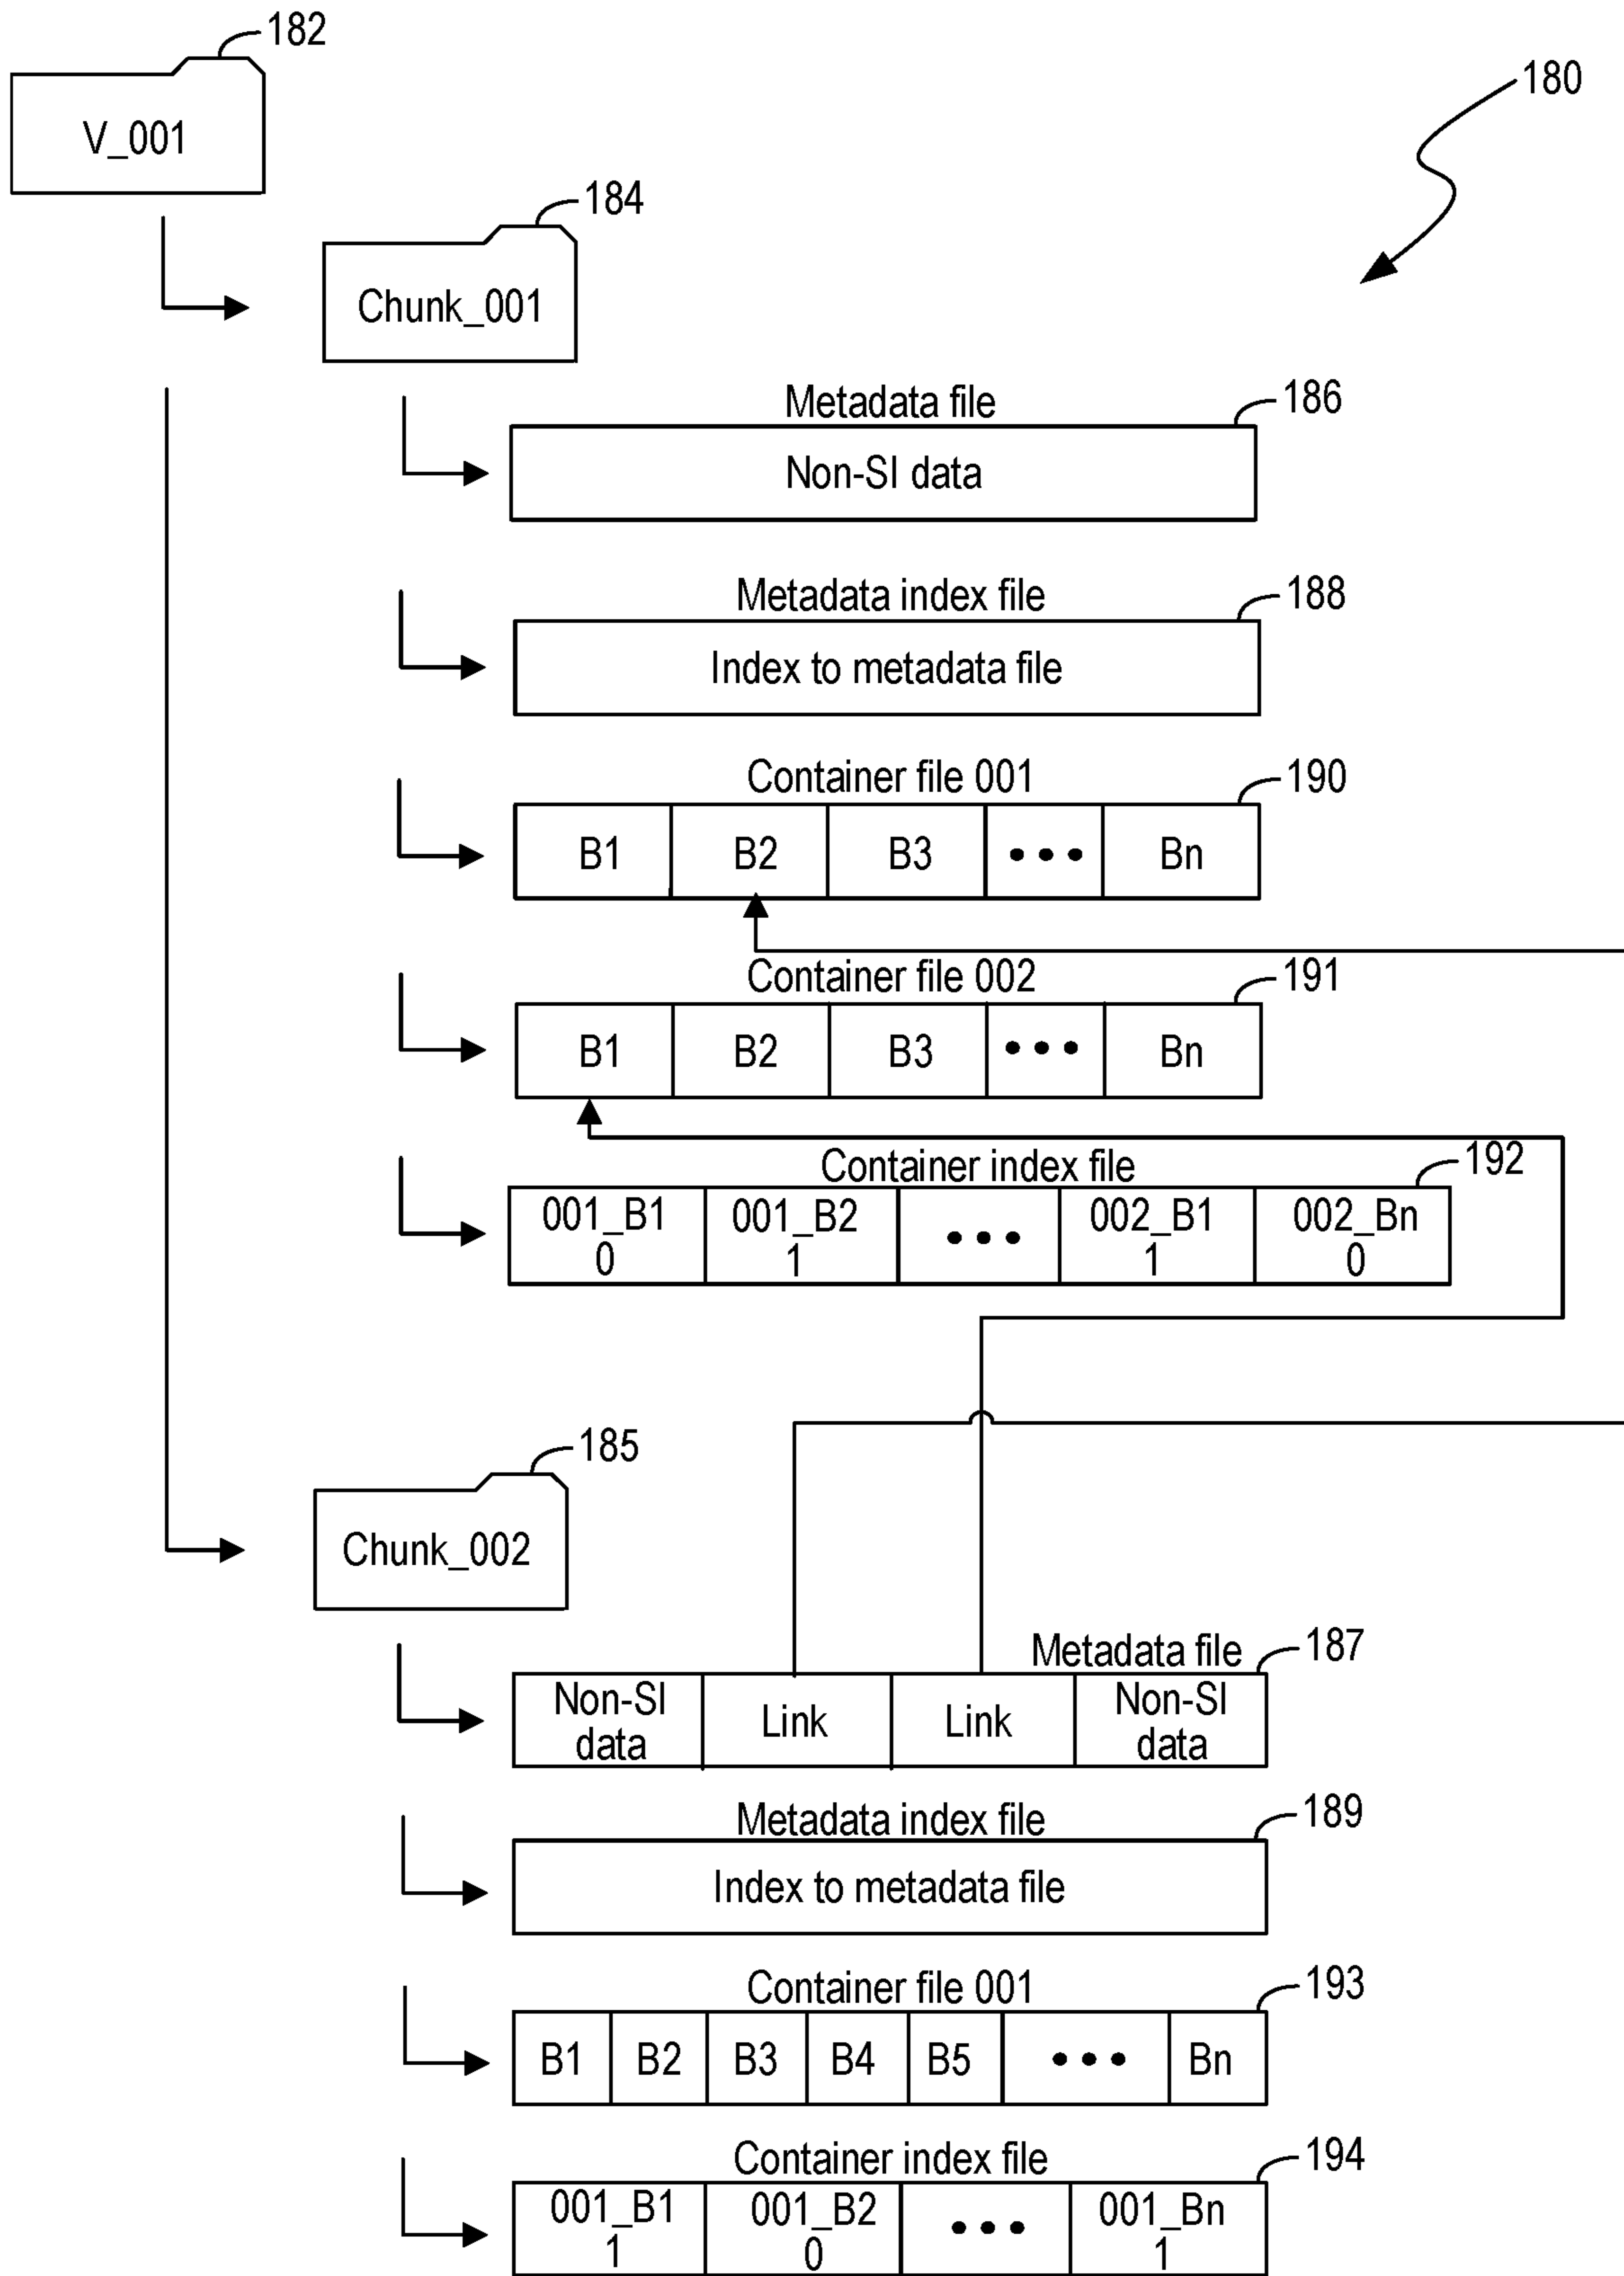 182
V_001
180
184
Chunk_001
Metadata file
186
Non-SI data
Metadata index file
188
Index to metadata file
Container file 001
190
B1 B2 B3 ••• Bn
Container file 002
191
B1 B2 B3 ••• Bn
Container index file
192
001_B1 001_B2 ••• 002_B1 002_Bn
0 1 1 0
185
Chunk_002
Metadata file
187
Non-SI data Link Link Non-SI data
Metadata index file
189
Index to metadata file
Container file 001
193
B1 B2 B3 B4 B5 ••• Bn
Container index file
194
001_B1 001_B2 ••• 001_Bn
1 0 1